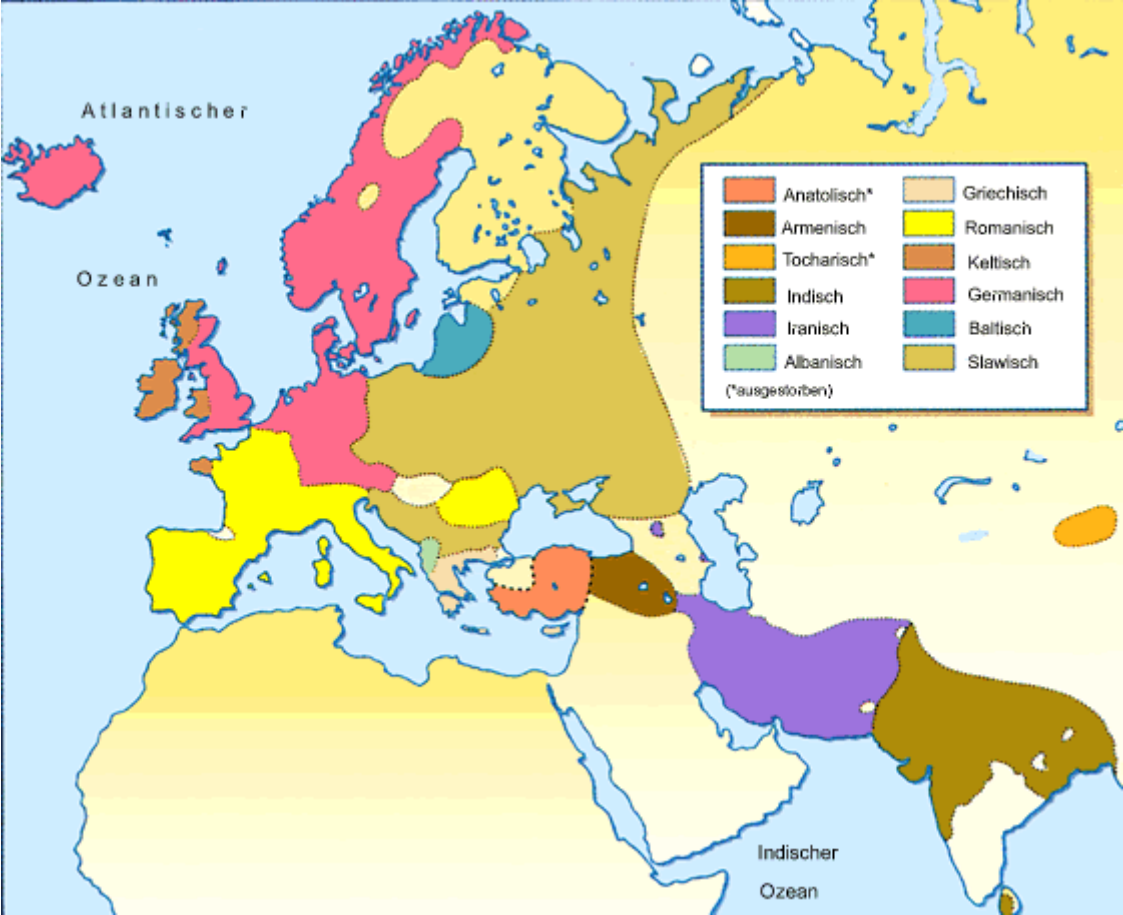 Atlantischer
Ozean
Anatolisch*
Armenisch
Tocharisch*
Indisch
Iranisch
Albanisch
(*ausgestorben)
Griechisch
Romanisch
Keltisch
Germanisch
Baltisch
Slawisch
Indischer
Ozean